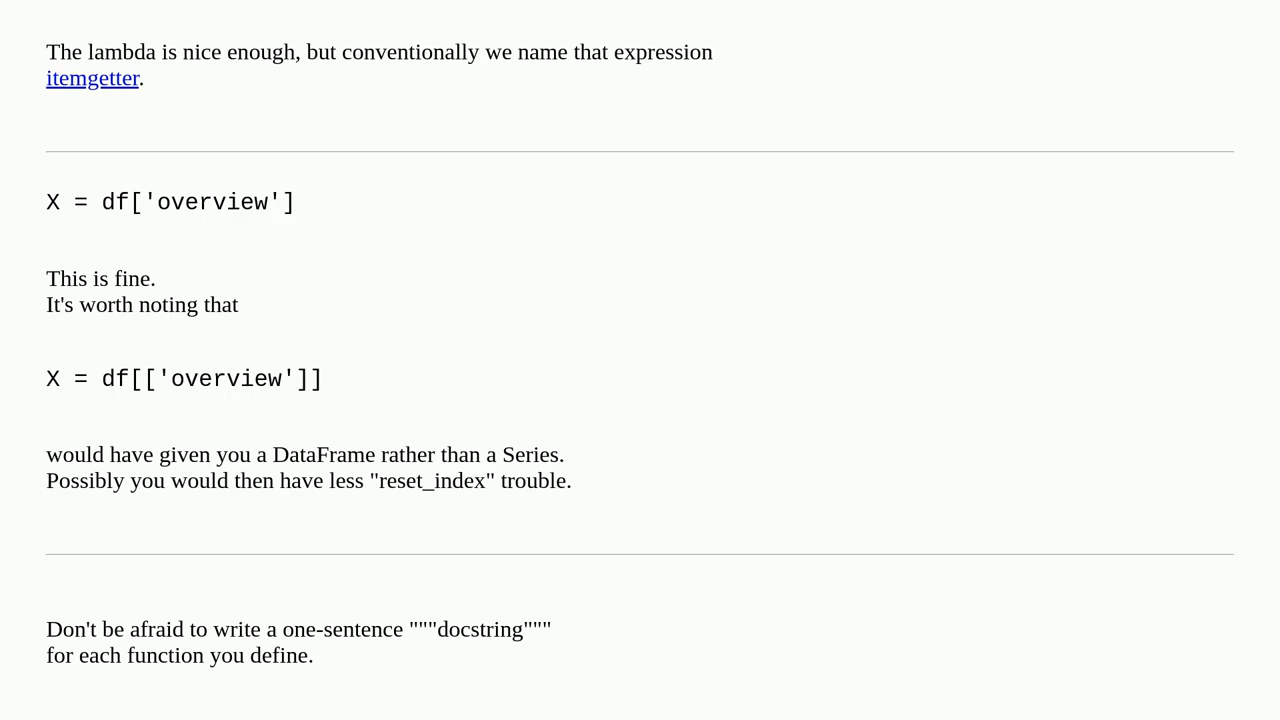 The lambda is nice enough, but conventionally we name that expression
itemgetter.
X = df['overview']
This is fine.
It's worth noting that
X = df[['overview']]
would have given you a DataFrame rather than a Series.
Possibly you would then have less "reset_index" trouble.
Don't be afraid to write a one-sentence """docstring"""
for each function you define.